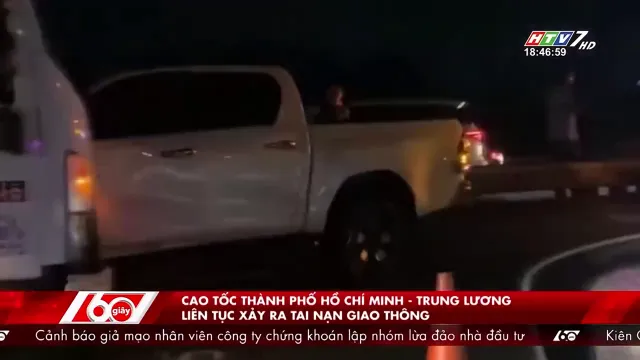 HTV7 HD
18:46:59
60 giây
CAO TỐC THÀNH PHỐ HỒ CHÍ MINH - TRUNG LƯƠNG
LIÊN TỤC XẢY RA TAI NẠN GIAO THÔNG
Cảnh báo giả mạo nhân viên công ty chứng khoán lập nhóm lừa đảo nhà đầu tư 60 Kiên